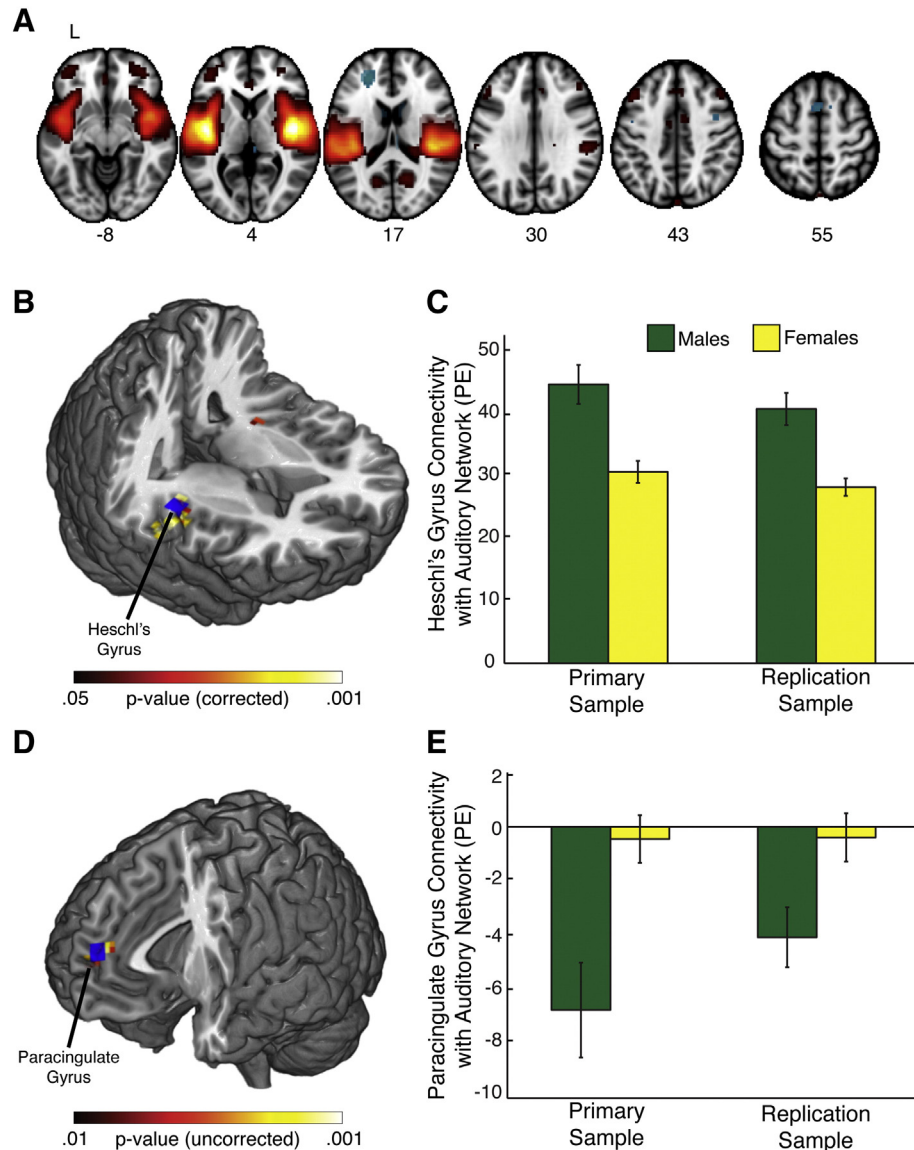 A
L
-8
4
17
30
43
55
B
Heschl's
Gyrus
.05
p-value (corrected)
.001
C
Males
Females
Heschl's Gyrus Connectivity
with Auditory Network (PE)
50
40
30
20
10
0
Primary
Sample
Replication
Sample
D
Paracingulate
Gyrus
.01
p-value (uncorrected)
.001
E
Paracingulate Gyrus Connectivity
with Auditory Network (PE)
2
0
-2
-4
-6
-8
-10
Primary
Sample
Replication
Sample